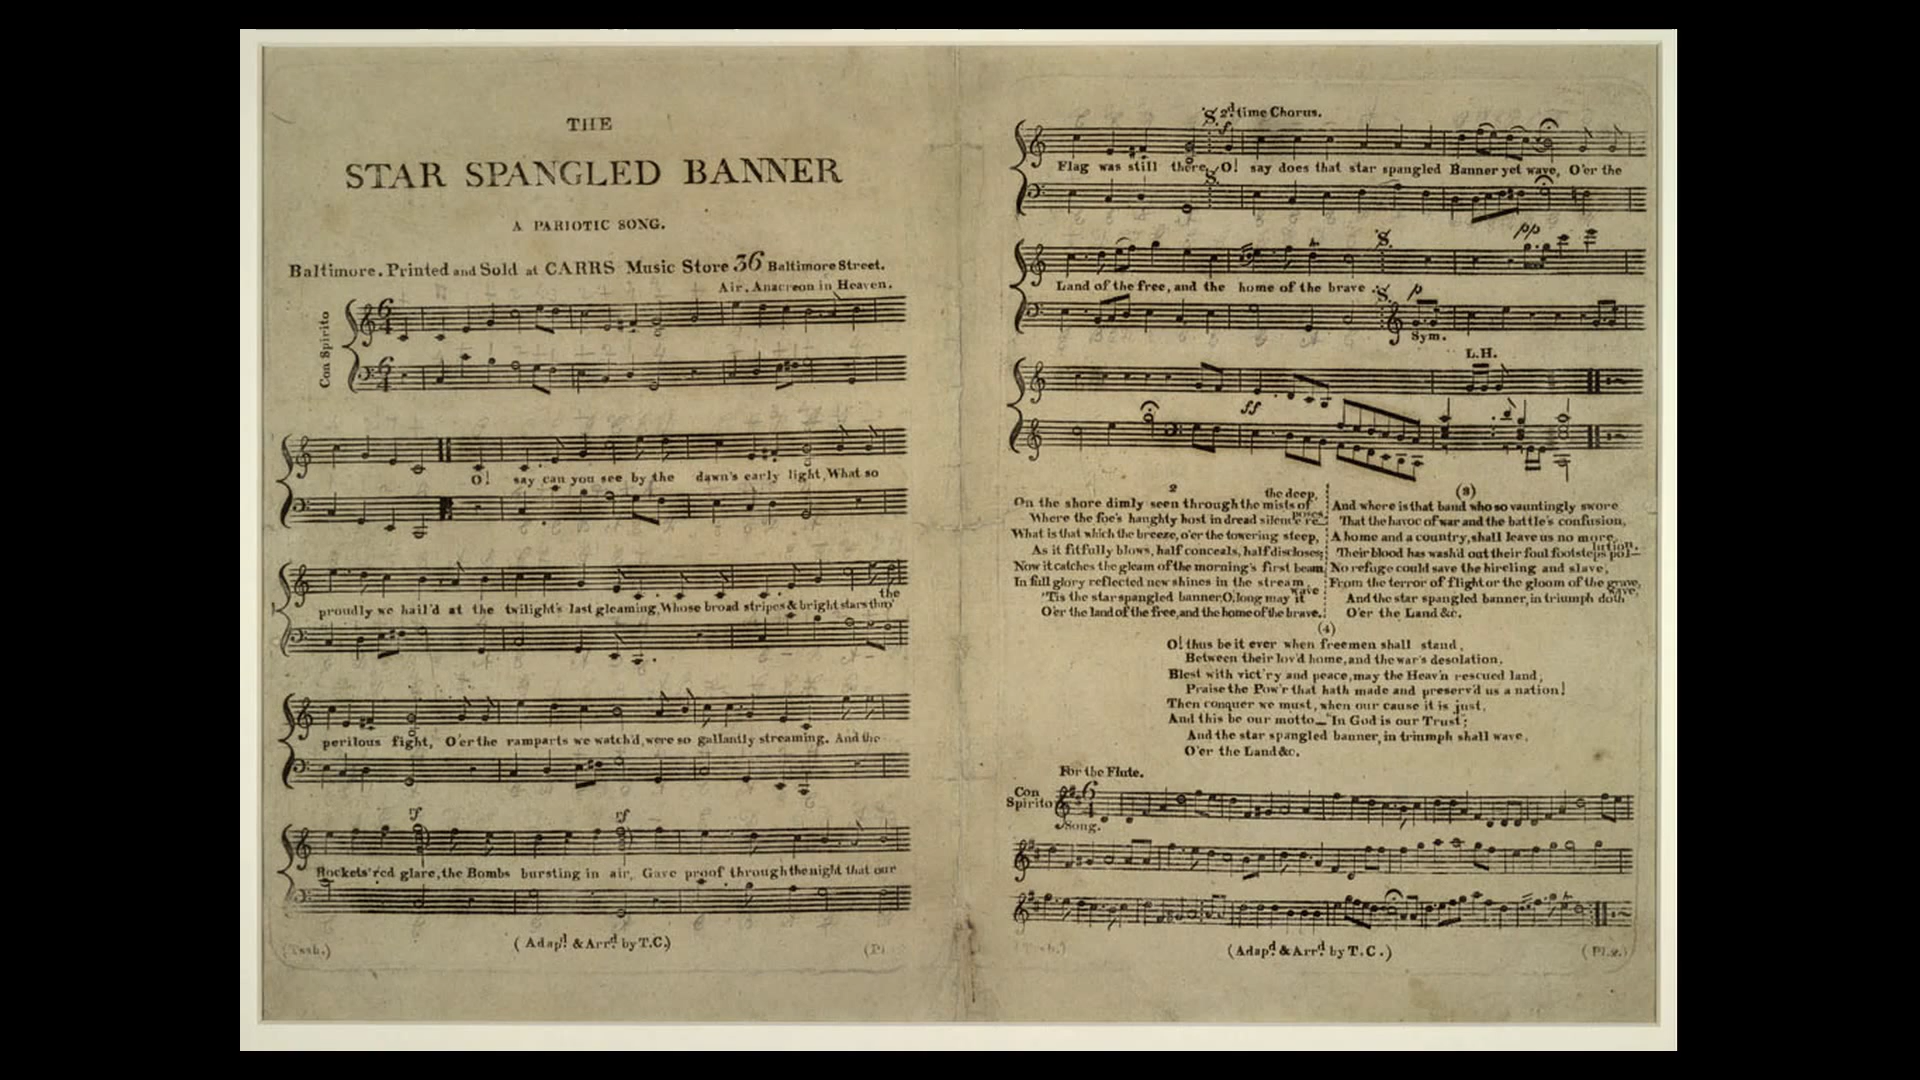 THE
STAR SPANGLED BANNER
A PARIOTIC SONG.
Baltimore. Printed and Sold at CARRS Music Store 36 Baltimore Street.
Air. Anacreon in Heaven.
Con Spirito
O! say can you see by the dawn's early light, What so
proudly we hail'd at the twilight's last gleaming, Whose broad stripes & bright stars thro' the
perilous fight, O'er the ramparts we watch'd, were so gallantly streaming. And the
Rockets' red glare, the Bombs bursting in air, Gave proof through the night that our
(Adap.d & Arr.d by T.C.)
2.d time Chorus.
Flag was still there, O! say does that star spangled Banner yet wave, O'er the
pp
Land of the free, and the home of the brave.
p
Sym.
L.H.
ff
2
On the shore dimly seen through the mists of the deep,
Where the foe's haughty host in dread silence reposes,
What is that which the breeze, o'er the towering steep,
As it fitfully blows, half conceals, half discloses;
Now it catches the gleam of the morning's first beam,
In full glory reflected new shines in the stream,
'Tis the star spangled banner, O, long may it wave
O'er the land of the free, and the home of the brave.
(3)
And where is that band who so vauntingly swore
That the havoc of war and the battle's confusion,
A home and a country, shall leave us no more,
Their blood has wash'd out their foul footsteps pollution.
No refuge could save the hireling and slave,
From the terror of flight or the gloom of the grave,
And the star spangled banner, in triumph doth wave,
O'er the Land &c.
(4)
O! thus be it ever when freemen shall stand,
Between their lov'd home, and the war's desolation,
Blest with vict'ry and peace, may the Heav'n rescued land,
Praise the Pow'r that hath made and preserv'd us a nation!
Then conquer we must, when our cause it is just,
And this be our motto—"In God is our Trust";
And the star spangled banner, in triumph shall wave,
O'er the Land &c.
For the Flute.
Con Spirito
Song.
(Adap.d & Arr.d by T.C.)
(Pl.2.)